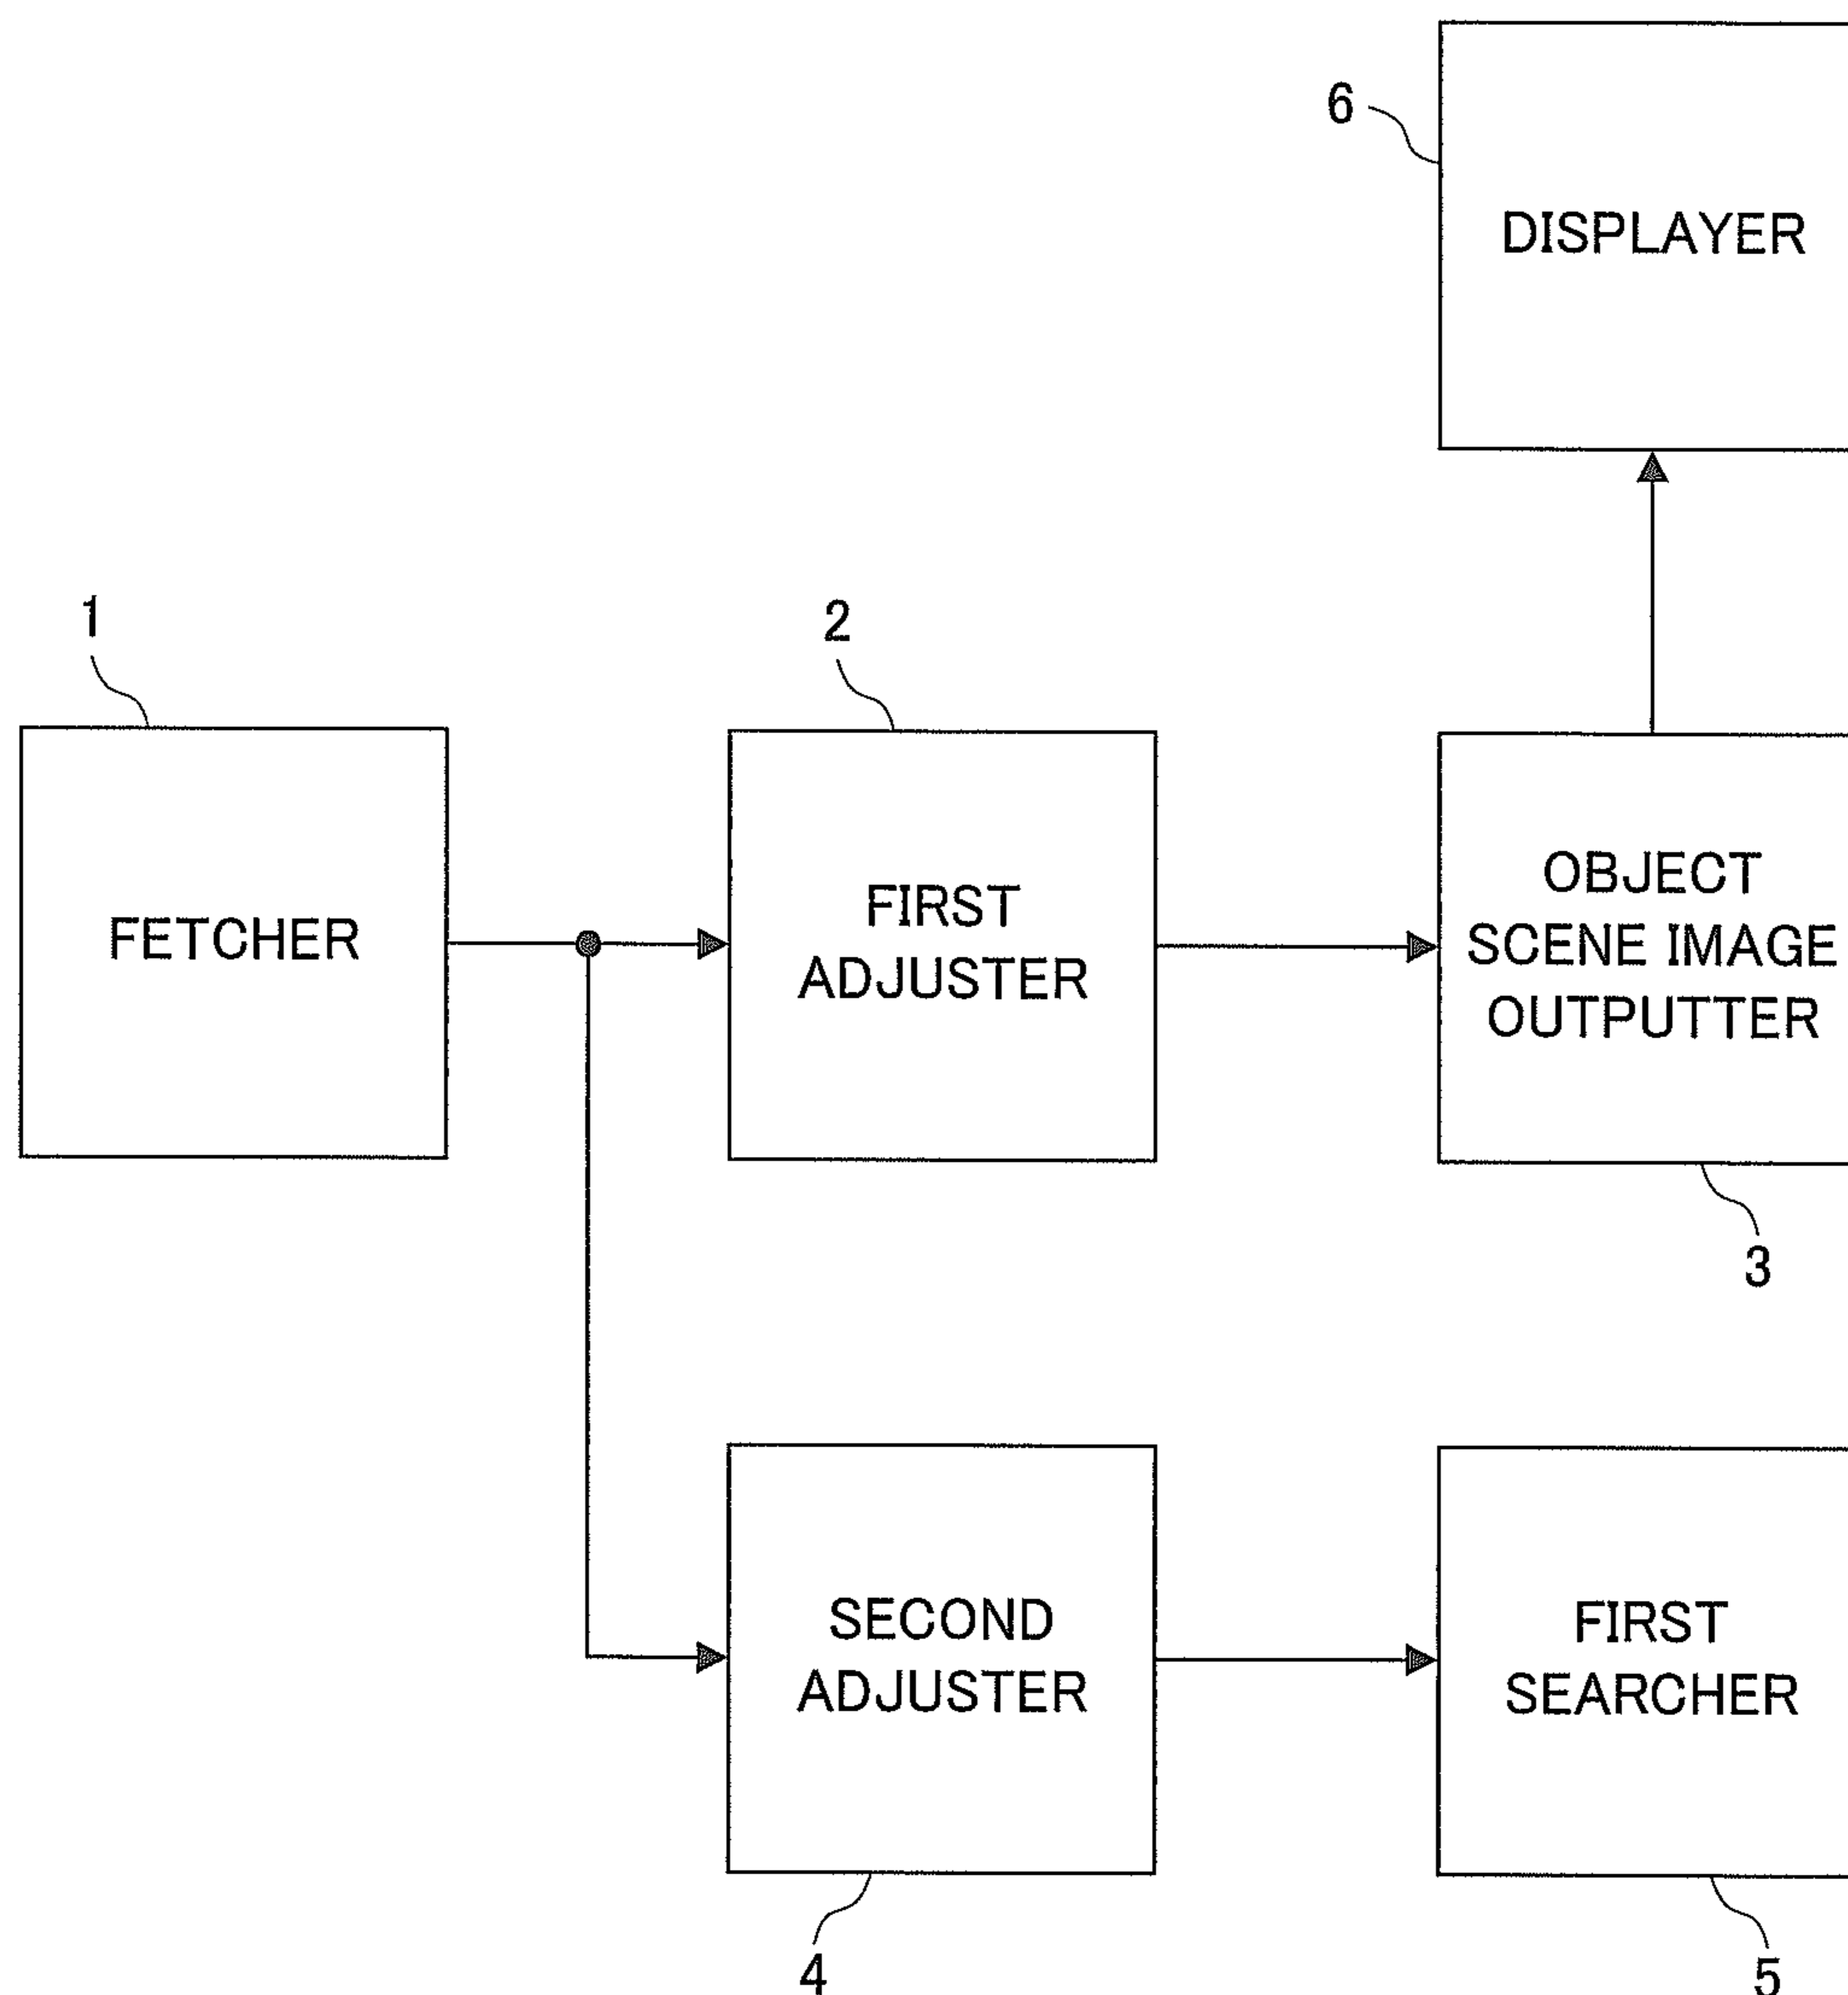 6
DISPLAYER
1
2
FETCHER
FIRST
ADJUSTER
OBJECT
SCENE IMAGE
OUTPUTTER
3
SECOND
ADJUSTER
FIRST
SEARCHER
4
5